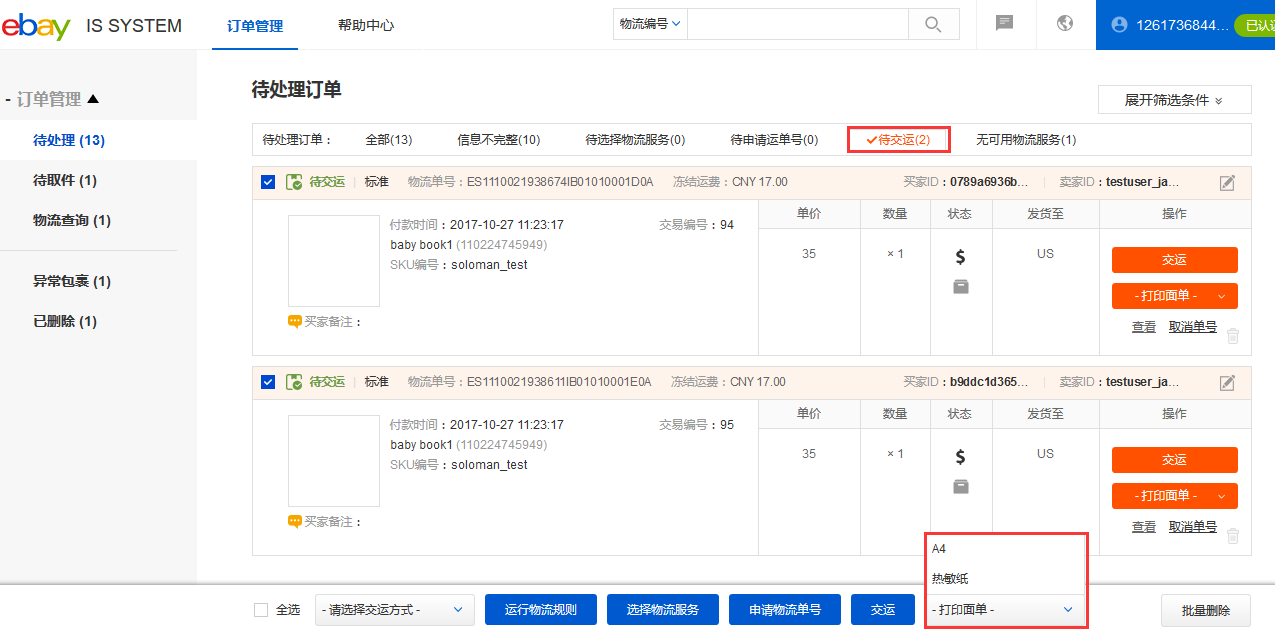 ebay IS SYSTEM 订单管理 帮助中心 物流编号 1261736844... 已认
- 订单管理
待处理 (13)
待取件 (1)
物流查询 (1)
异常包裹 (1)
已删除 (1)
待处理订单
展开筛选条件
待处理订单： 全部(13) 信息不完整(10) 待选择物流服务(0) 待申请运单号(0) 待交运(2) 无可用物流服务(1)
待交运 标准 物流单号：ES1110021938674IB01010001D0A 冻结运费：CNY 17.00 买家ID：0789a6936b... 卖家ID：testuser_ja...
单价 数量 状态 发货至 操作
付款时间：2017-10-27 11:23:17 交易编号：94
baby book1 (110224745949)
SKU编号：soloman_test
35 × 1 $ US
交运
- 打印面单 -
查看 取消单号
买家备注：
待交运 标准 物流单号：ES1110021938611IB01010001E0A 冻结运费：CNY 17.00 买家ID：b9ddc1d365... 卖家ID：testuser_ja...
单价 数量 状态 发货至 操作
付款时间：2017-10-27 11:23:17 交易编号：95
baby book1 (110224745949)
SKU编号：soloman_test
35 × 1 $ US
交运
- 打印面单 -
查看 取消单号
买家备注：
A4
热敏纸
全选 - 请选择交运方式 - 运行物流规则 选择物流服务 申请物流单号 交运 - 打印面单 - 批量删除